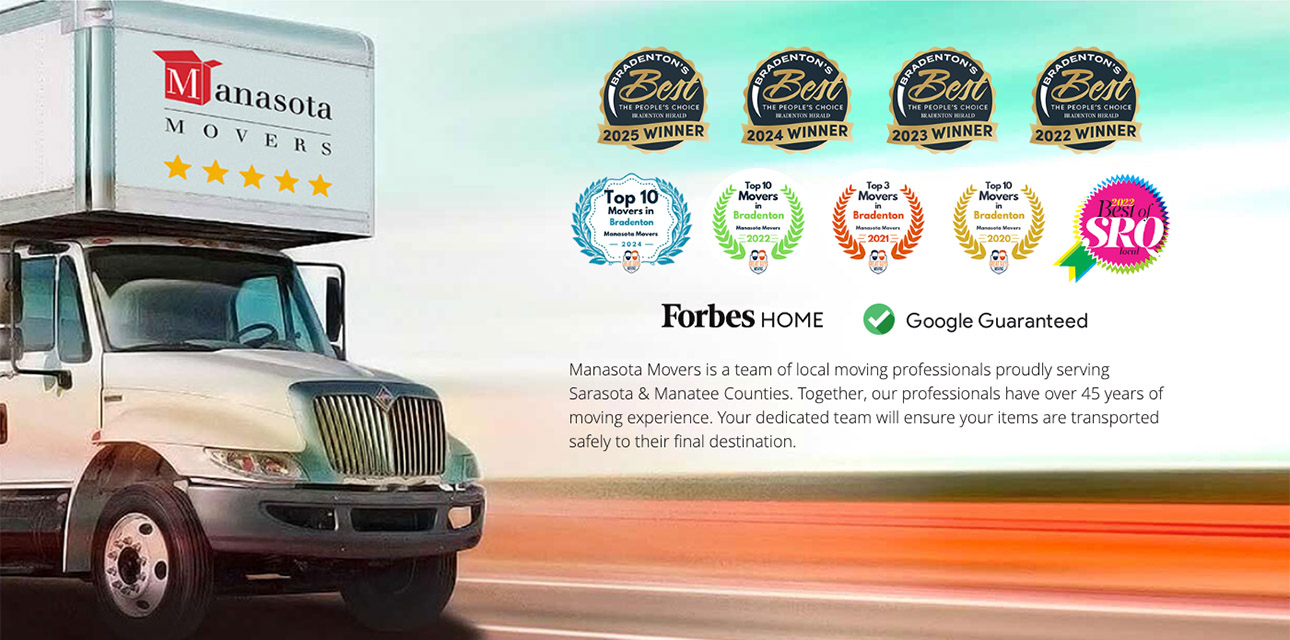 Manasota
MOVERS
BRADENTON'S
Best
THE PEOPLE'S CHOICE
BRADENTON HERALD
2025 WINNER
BRADENTON'S
Best
THE PEOPLE'S CHOICE
BRADENTON HERALD
2024 WINNER
BRADENTON'S
Best
THE PEOPLE'S CHOICE
BRADENTON HERALD
2023 WINNER
BRADENTON'S
Best
THE PEOPLE'S CHOICE
BRADENTON HERALD
2022 WINNER
Top 10
Movers in
Bradenton
Manasota Movers
2024
Top 10
Movers
in
Bradenton
Manasota Movers
2022
Top 3
Movers
in
Bradenton
Manasota Movers
2021
Top 10
Movers
in
Bradenton
Manasota Movers
2020
2022
Best of
SRQ
local
Forbes HOME
Google Guaranteed
Manasota Movers is a team of local moving professionals proudly serving
Sarasota & Manatee Counties. Together, our professionals have over 45 years of
moving experience. Your dedicated team will ensure your items are transported
safely to their final destination.